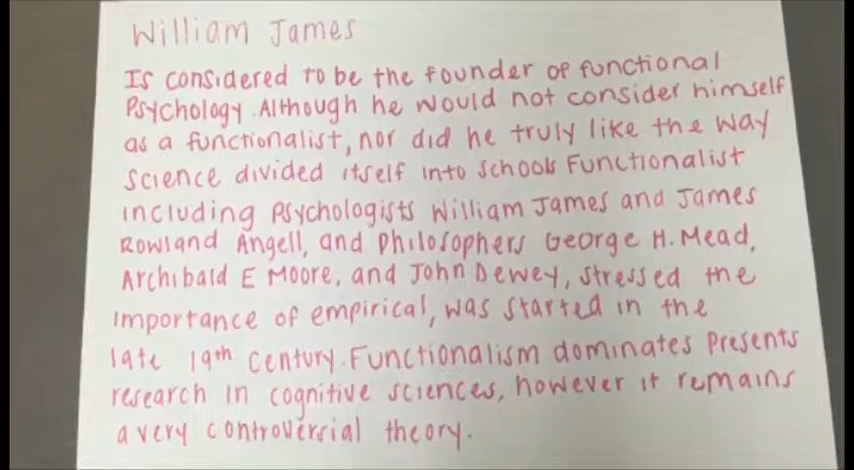 William James
Is considered to be the founder of functional
Psychology. Although he would not consider himself
as a functionalist, nor did he truly like the way
science divided itself into schools Functionalist
including Psychologists William James and James
Rowland Angell, and Philosophers George H. Mead,
Archibald E Moore, and John Dewey, stressed the
importance of empirical, was started in the
late 19th century. Functionalism dominates Presents
research in cognitive sciences, however it remains
a very controversial theory.